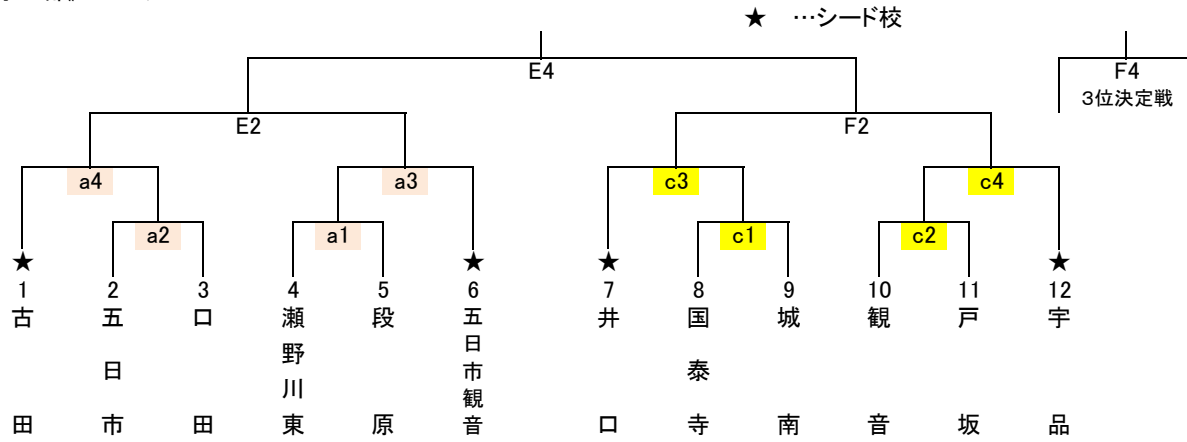 ★ …シード校
E4
F4
3位決定戦
E2
F2
a4
a3
c3
c4
a2
a1
c1
c2
★ ★ ★ ★
1 2 3 4 5 6 7 8 9 10 11 12
古田
五日市
口田
瀬野川東
段原
五日市観音
井口
国泰寺
城南
観音
戸坂
宇品